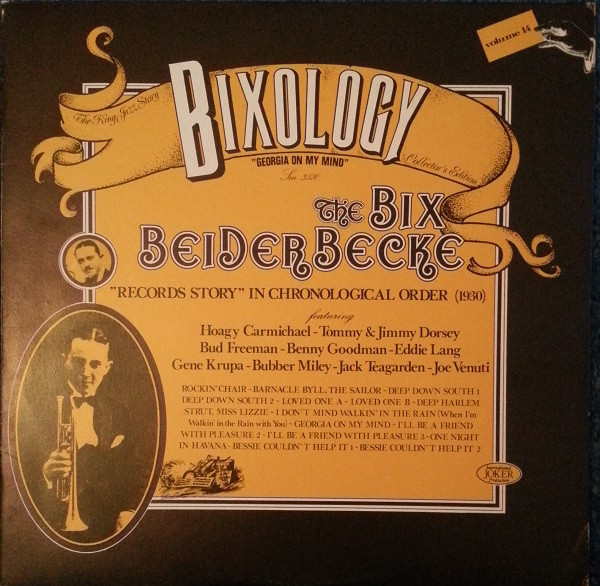 volume 14
The King Jazz Story
BIXOLOGY
"GEORGIA ON MY MIND"
Collector's Edition
Sm 3570
THE BIX
BEIDERBECKE
"RECORDS STORY" IN CHRONOLOGICAL ORDER (1930)
featuring
Hoagy Carmichael - Tommy & Jimmy Dorsey
Bud Freeman - Benny Goodman - Eddie Lang
Gene Krupa - Bubber Miley - Jack Teagarden - Joe Venuti
ROCKIN' CHAIR - BARNACLE BYLL, THE SAILOR - DEEP DOWN SOUTH 1
DEEP DOWN SOUTH 2 - LOVED ONE A - LOVED ONE B - DEEP HARLEM
STRUT, MISS LIZZIE - I DON'T MIND WALKIN' IN THE RAIN (When I'm
Walkin' in the Rain with You) - GEORGIA ON MY MIND - I'LL BE A FRIEND
WITH PLEASURE 2 - I'LL BE A FRIEND WITH PLEASURE 3 - ONE NIGHT
IN HAVANA - BESSIE COULDN'T HELP IT 1 - BESSIE COULDN'T HELP IT 2
JOKER